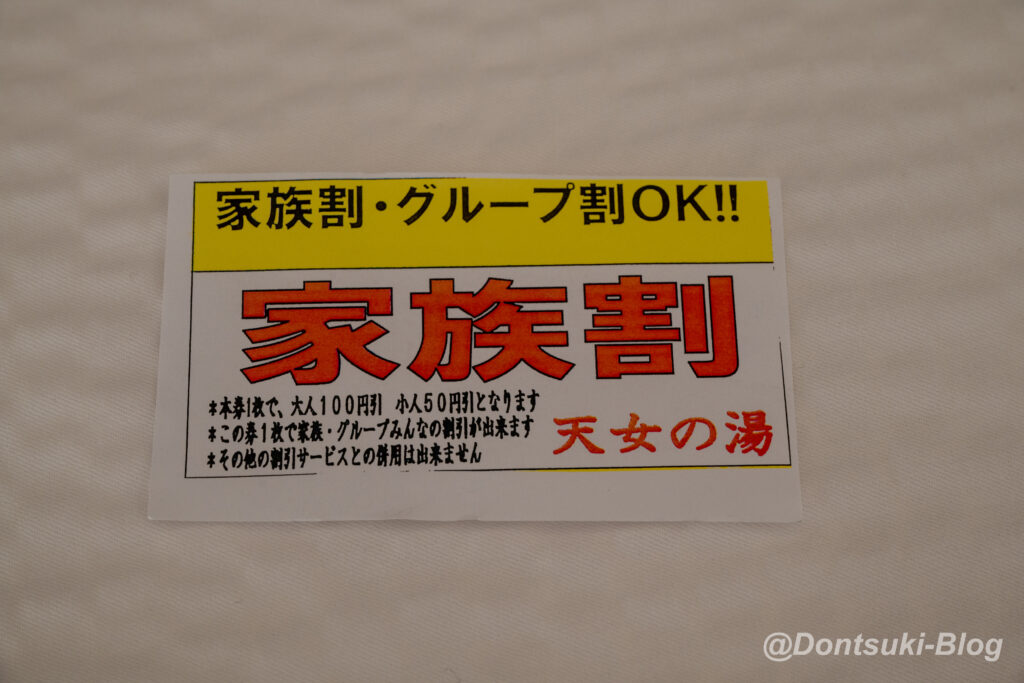 家族割・グループ割OK!!
家族割
*本券1枚で、大人100円引 小人50円引となります
*この券1枚で家族・グループみんなの割引が出来ます
*その他の割引サービスとの併用は出来ません
天女の湯
@Dontsuki-Blog